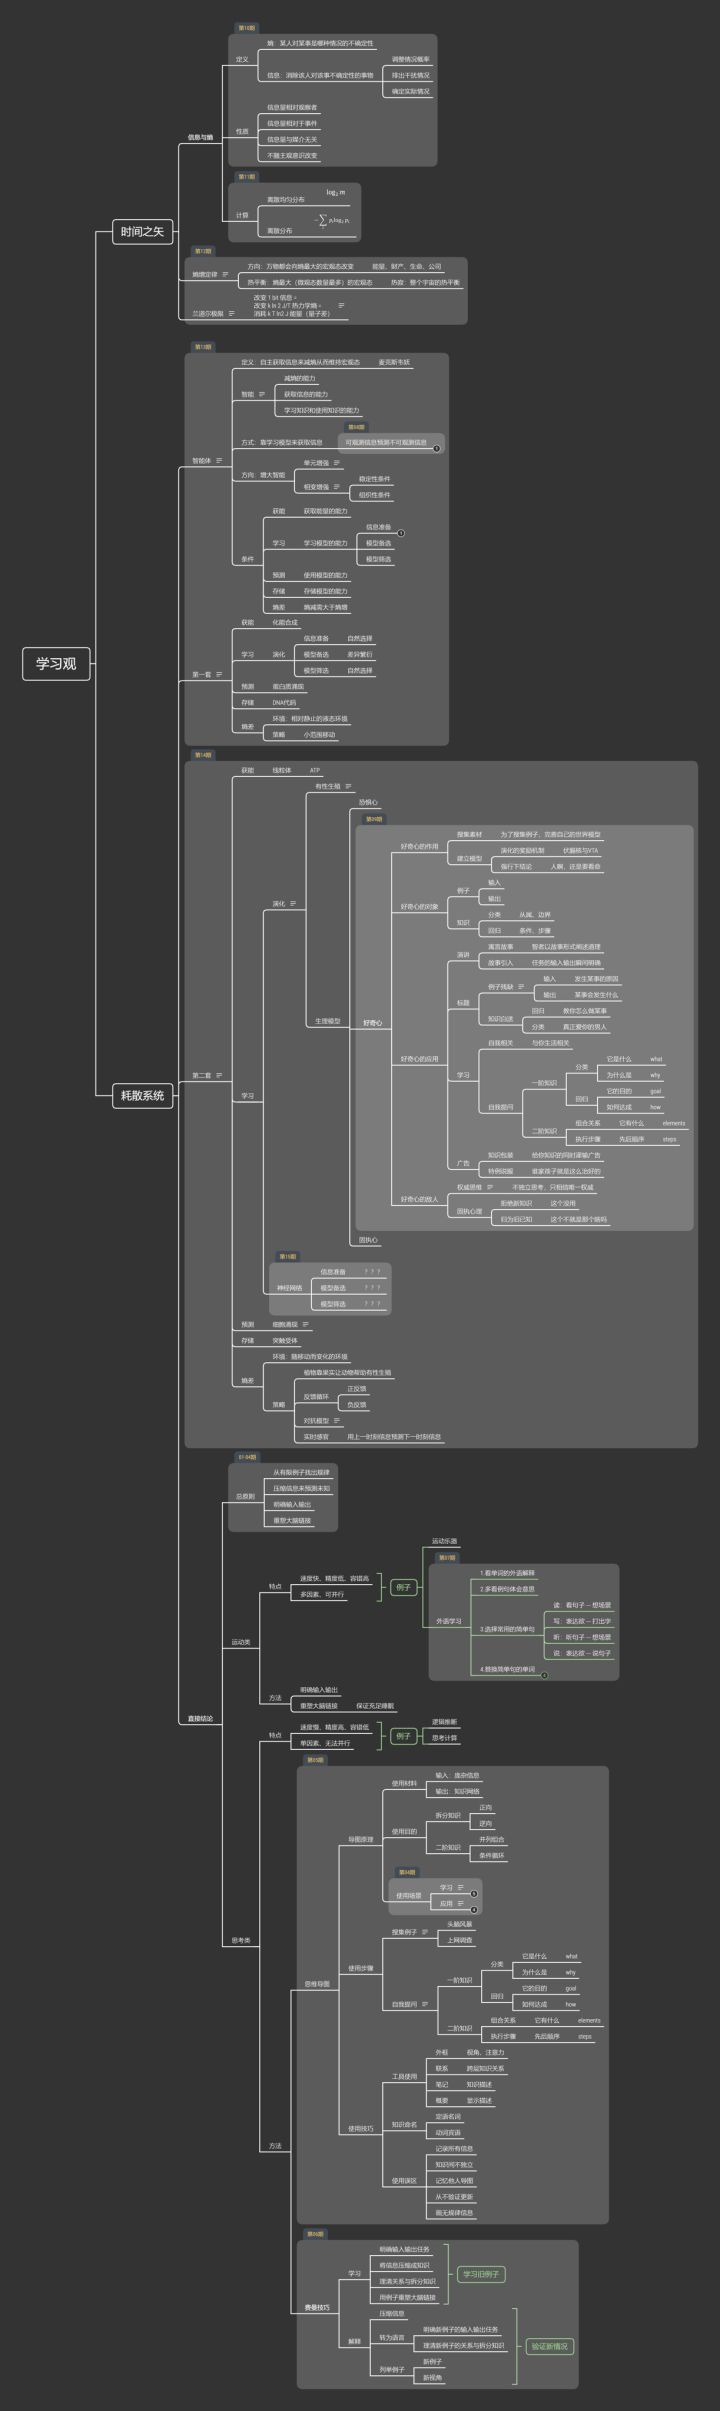 第10期
熵：某人对某事是哪种情况的不确定性
定义
调整情况概率
信息：消除该人对该事不确定性的事物
排出干扰情况
确定实际情况
信息与熵
信息量相对观察者
信息量相对于事件
性质
信息量与媒介无关
不随主观意识改变
第11期
log₂ m
离散均匀分布
计算
−∑ pᵢ log₂ pᵢ
离散分布
时间之矢
第12期
方向：万物都会向熵最大的宏观态改变 能量、财产、生命、公司
熵增定律
热平衡：熵最大（微观态数量最多）的宏观态 热寂：整个宇宙的热平衡
改变 1 bit 信息 =
改变 k ln 2 J/T 热力学熵 =
兰道尔极限
消耗 k T ln2 J 能量（量子差）
学习观
第13期
定义：自主获取信息来减熵从而维持宏观态 麦克斯韦妖
减熵的能力
智能 获取信息的能力
学习知识和使用知识的能力
第08期
方式：靠学习模型来获取信息 可观测信息预测不可观测信息
智能体
单元增强
方向：增大智能
稳定性条件
相变增强
组织性条件
获能 获取能量的能力
信息准备
学习 学习模型的能力 模型备选
模型筛选
条件
预测 使用模型的能力
存储 存储模型的能力
熵差 熵减需大于熵增
获能 化能合成
信息准备 自然选择
学习 演化 模型备选 差异繁衍
模型筛选 自然选择
第一套
预测 蛋白质涌现
存储 DNA代码
环境：相对静止的液态环境
熵差
策略 小范围移动
第14期
获能 线粒体 ATP
有性生殖
恐惧心
第09期
搜集素材 为了搜集例子，完善自己的世界模型
好奇心的作用
演化的奖励机制 伏膈核与VTA
建立模型
强行下结论 人啊，还是要看命
输入
例子
输出
好奇心的对象
分类 从属、边界
知识
回归 条件、步骤
演化
寓言故事 智者以故事形式阐述道理
演讲
故事引入 任务的输入输出瞬间明确
输入 发生某事的原因
例子残缺
输出 某事会发生什么
标题
回归 教你怎么做某事
知识归述
分类 真正爱你的男人
生理模型
好奇心
好奇心的应用
自我相关 与你生活相关
学习
它是什么 what
分类
为什么是 why
一阶知识
它的目的 goal
回归
如何达成 how
自我提问
组合关系 它有什么 elements
二阶知识
执行步骤 先后顺序 steps
第二套
耗散系统
学习
知识包装 给你知识的同时灌输广告
广告
特例说服 谁家孩子就是这么治好的
权威思维 不独立思考，只相信唯一权威
好奇心的敌人
拒绝新知识 这个没用
固执心理
归为旧已知 这个不就是那个啥吗
固执心
第15期
信息准备 ？？？
神经网络 模型备选 ？？？
模型筛选 ？？？
预测 细胞涌现
存储 突触受体
环境：随移动而变化的环境
熵差
植物靠果实让动物帮助有性生殖
正反馈
反馈循环
负反馈
策略
对抗模型
实时感官 用上一时刻信息预测下一时刻信息
01-04期
从有限例子找出规律
压缩信息来预测未知
总原则
明确输入输出
重塑大脑链接
运动乐器
第07期
速度快、精度低、容错高
特点 例子
多因素、可并行
1.看单词的外语解释
2.多看例句体会意思
读：看句子—想场景
外语学习
写：表达欲—打出字
3.选择常用的简单句
听：听句子—想场景
说：表达欲—说句子
运动类
4.替换简单句的单词
明确输入输出
方法
重塑大脑链接 保证充足睡眠
直接结论
速度慢、精度高、容错低
特点 例子
单因素、无法并行
逻辑推断
思考计算
第05期
输入：庞杂信息
使用材料
输出：知识网络
正向
拆分知识
逆向
导图原理
使用目的
并列组合
二阶知识
条件循环
第04期
学习
使用场景
应用
思考类
头脑风暴
搜集例子
上网调查
使用步骤
它是什么 what
分类
为什么是 why
一阶知识
它的目的 goal
回归
如何达成 how
思维导图
自我提问
组合关系 它有什么 elements
二阶知识
执行步骤 先后顺序 steps
外框 视角、注意力
联系 跨层知识关系
工具使用
笔记 知识描述
概要 显示描述
定语名词
使用技巧 知识命名
动词宾语
方法
记录所有信息
知识间不独立
使用误区 记忆他人导图
从不验证更新
画无规律信息
第06期
明确输入输出任务
将信息压缩成知识
学习
学习旧例子
理清关系与拆分知识
用例子重塑大脑链接
费曼技巧
压缩信息
明确新例子的输入输出任务
转为语言
解释
理清新例子的关系与拆分知识
验证新情况
新例子
列举例子
新视角